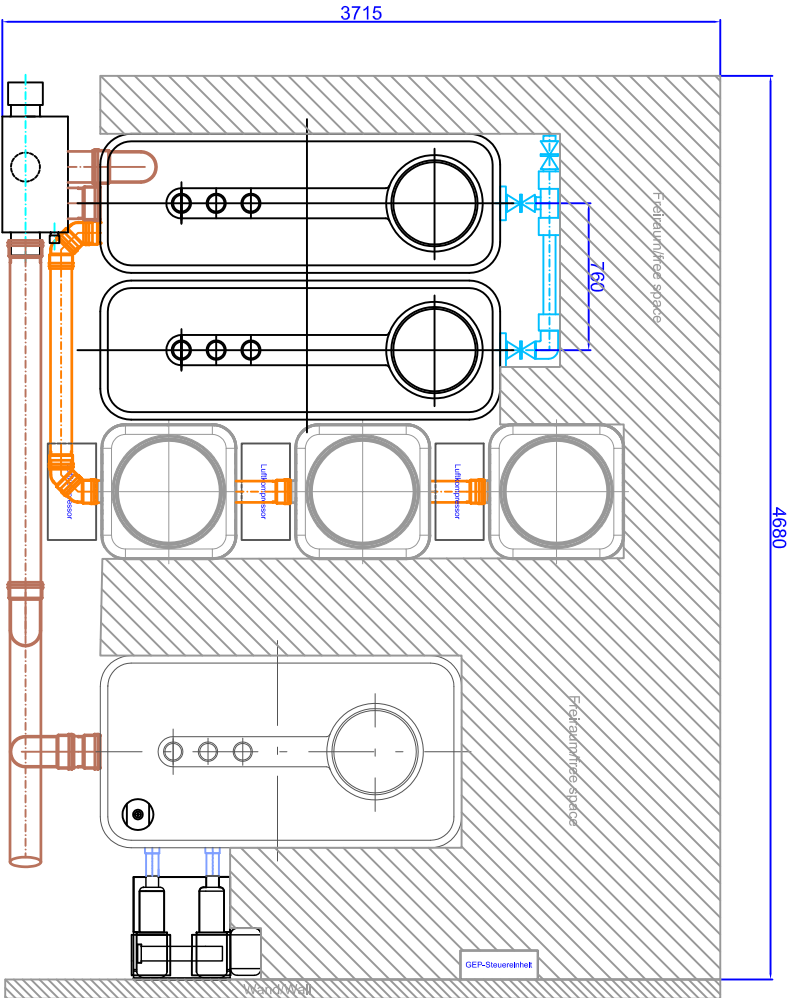 3715
Freiraum/free space
760
Luftkompressor
Luftkompressor
4680
Freiraum/free space
GEP-Steuereinheit
Wand/Wall